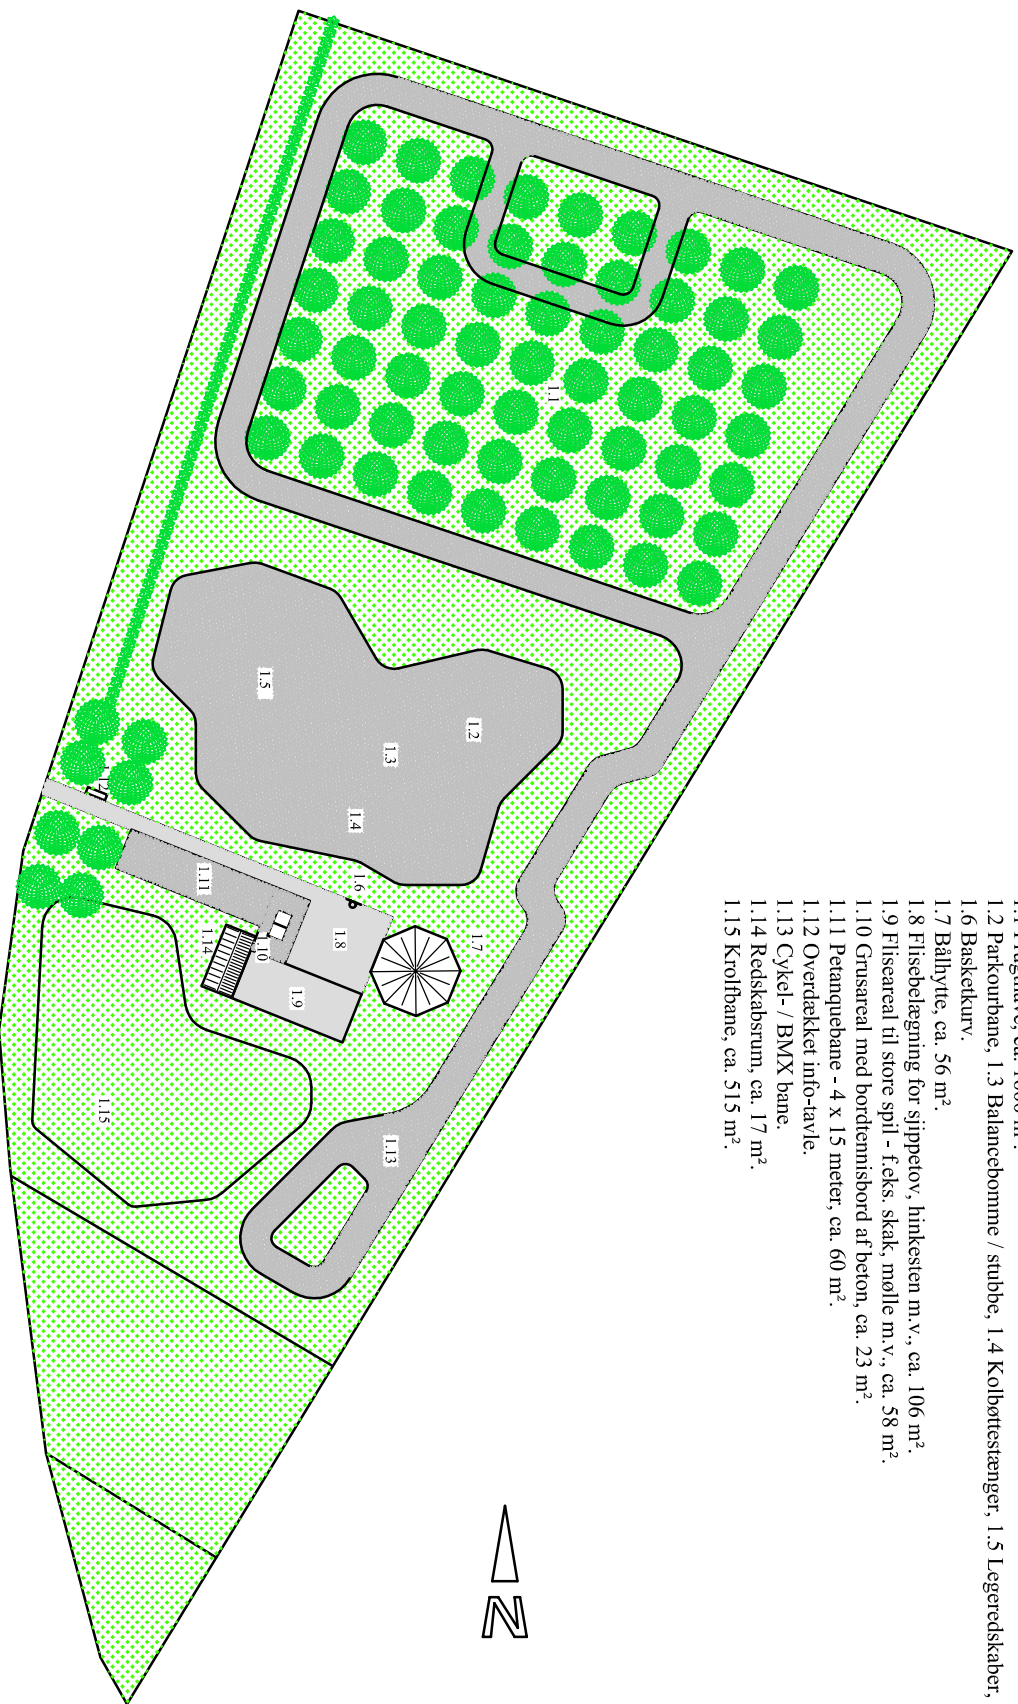 1.2 Parkourbane, 1.3 Balancebomme / stubbe, 1.4 Kolbøttestænger, 1.5 Legeredskaber,
1.6 Basketkurv.
1.7 Bålhytte, ca. 56 m².
1.8 Flisebelægning for sjippetov, hinkesten m.v., ca. 106 m².
1.9 Fliseareal til store spil - f.eks. skak, mølle m.v., ca. 58 m².
1.10 Grusareal med bordtennisbord af beton, ca. 23 m².
1.11 Petanquebane - 4 x 15 meter, ca. 60 m².
1.12 Overdækket info-tavle.
1.13 Cykel- / BMX bane.
1.14 Redskabsrum, ca. 17 m².
1.15 Krolfbane, ca. 515 m².
1.1
1.2
1.3
1.4
1.5
1.6
1.7
1.8
1.9
1.10
1.11
1.12
1.13
1.14
1.15
N